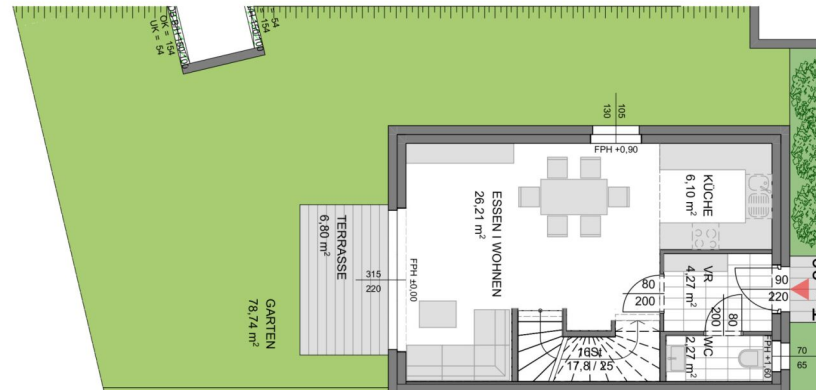 OK = 154
UK = 54
= 154
105
130
FPH +0,90
KÜCHE
6,10 m²
ESSEN I WOHNEN
26,21 m²
TERRASSE
6,80 m²
GARTEN
78,74 m²
315
220
FPH ±0,00
VR
4,27 m²
80
200
90
220
80
200
WC
2,27 m²
FPH +1,60
70
65
16St
17,8 / 25